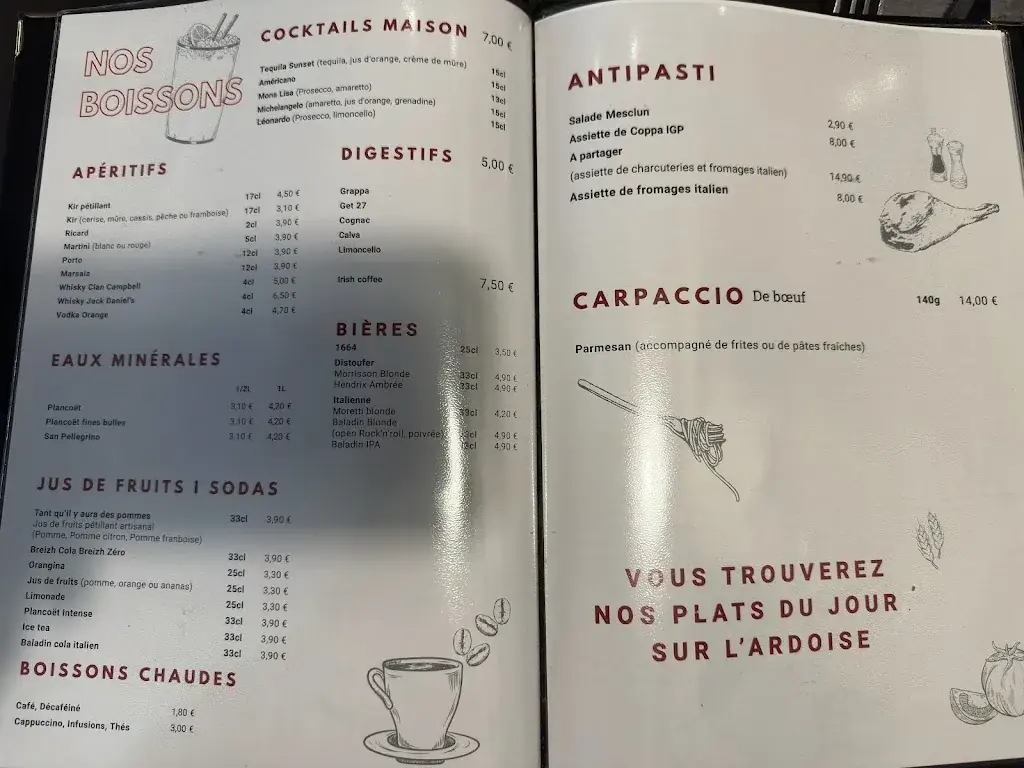 NOS
BOISSONS
COCKTAILS MAISON 7,00 €
Tequila Sunset (tequila, jus d'orange, crème de mûre) 15cl
Américano 15cl
Mona Lisa (Prosecco, amaretto) 13cl
Michelangelo (amaretto, jus d'orange, grenadine) 15cl
Léonardo (Prosecco, limoncello) 15cl
APÉRITIFS
Kir pétillant 17cl 4,50 €
Kir (cerise, mûre, cassis, pêche ou framboise) 17cl 3,10 €
Ricard 2cl 3,90 €
Martini (blanc ou rouge) 5cl 3,90 €
Porto 12cl 3,90 €
Marsala 12cl 3,90 €
Whisky Clan Campbell 4cl 5,00 €
Whisky Jack Daniel's 4cl 6,50 €
Vodka Orange 4cl 4,70 €
DIGESTIFS 5,00 €
Grappa
Get 27
Cognac
Calva
Limoncello
Irish coffee 7,50 €
EAUX MINÉRALES
1/2L 1L
Plancoët 3,10 € 4,20 €
Plancoët fines bulles 3,10 € 4,20 €
San Pellegrino 3,10 € 4,20 €
BIÈRES
1664 25cl 3,50 €
Distoufer
Morrisson Blonde 33cl 4,90 €
Hendrix Ambrée 33cl 4,90 €
Italienne
Moretti blonde 33cl 4,20 €
Baladin Blonde
(open Rock'n'roll, poivrée) 33cl 4,90 €
Baladin IPA 33cl 4,90 €
JUS DE FRUITS I SODAS
Tant qu'il y aura des pommes 33cl 3,90 €
Jus de fruits pétillant artisanal
(Pomme, Pomme citron, Pomme framboise)
Breizh Cola Breizh Zéro 33cl 3,90 €
Orangina 25cl 3,30 €
Jus de fruits (pomme, orange ou ananas) 25cl 3,30 €
Limonade 25cl 3,30 €
Plancoët Intense 33cl 3,90 €
Ice tea 33cl 3,90 €
Baladin cola italien 33cl 3,90 €
BOISSONS CHAUDES
Café, Décaféiné 1,80 €
Cappuccino, Infusions, Thés 3,00 €
ANTIPASTI
Salade Mesclun 2,90 €
Assiette de Coppa IGP 8,00 €
A partager
(assiette de charcuteries et fromages italien) 14,90 €
Assiette de fromages italien 8,00 €
CARPACCIO De bœuf 140g 14,00 €
Parmesan (accompagné de frites ou de pâtes fraiches)
VOUS TROUVEREZ
NOS PLATS DU JOUR
SUR L'ARDOISE